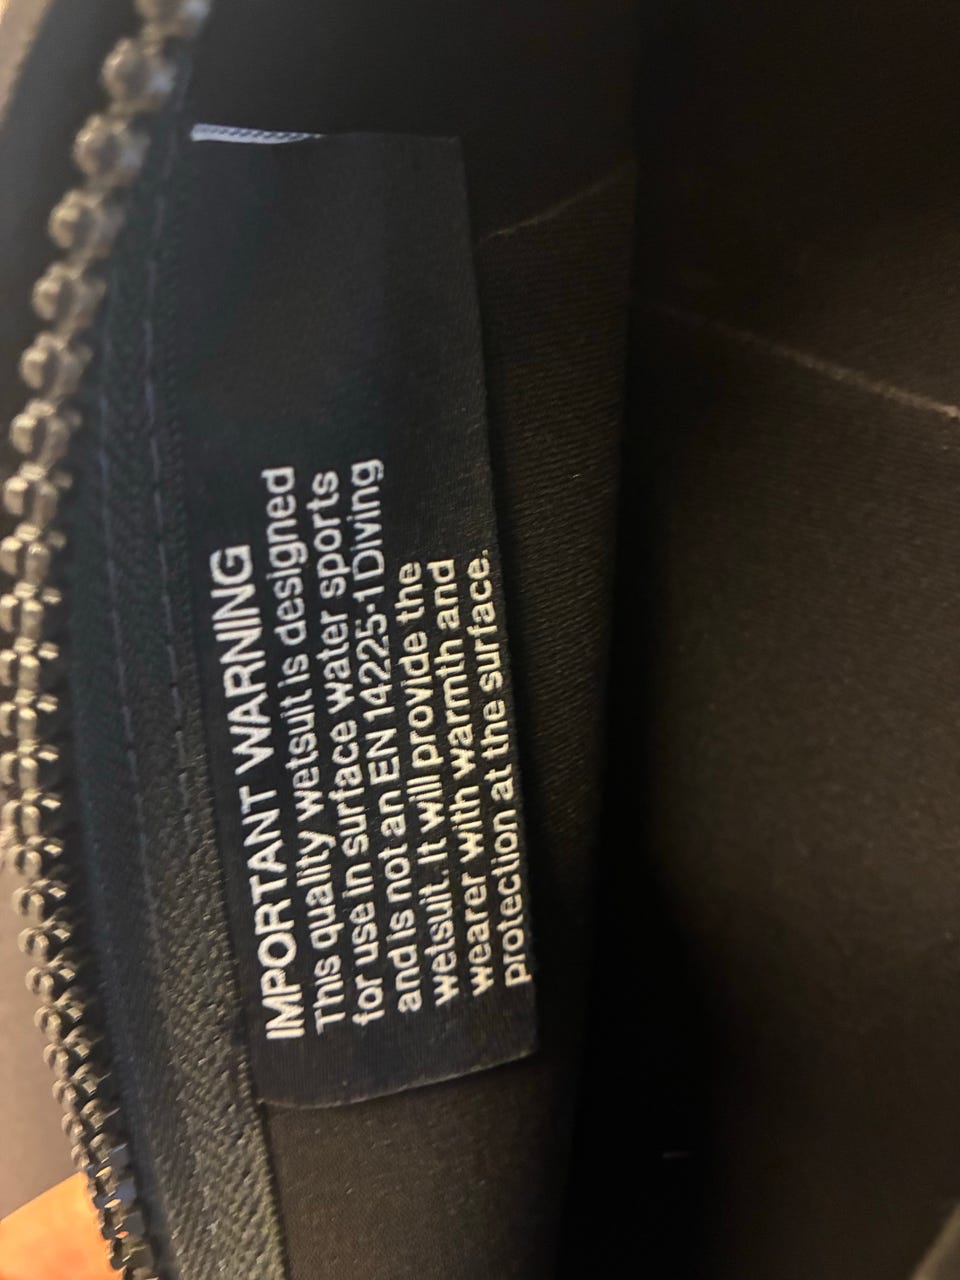 IMPORTANT WARNING
This quality wetsuit is designed
for use in surface water sports
and is not an EN 14225-1 Diving
wetsuit. It will provide the
wearer with warmth and
protection at the surface.